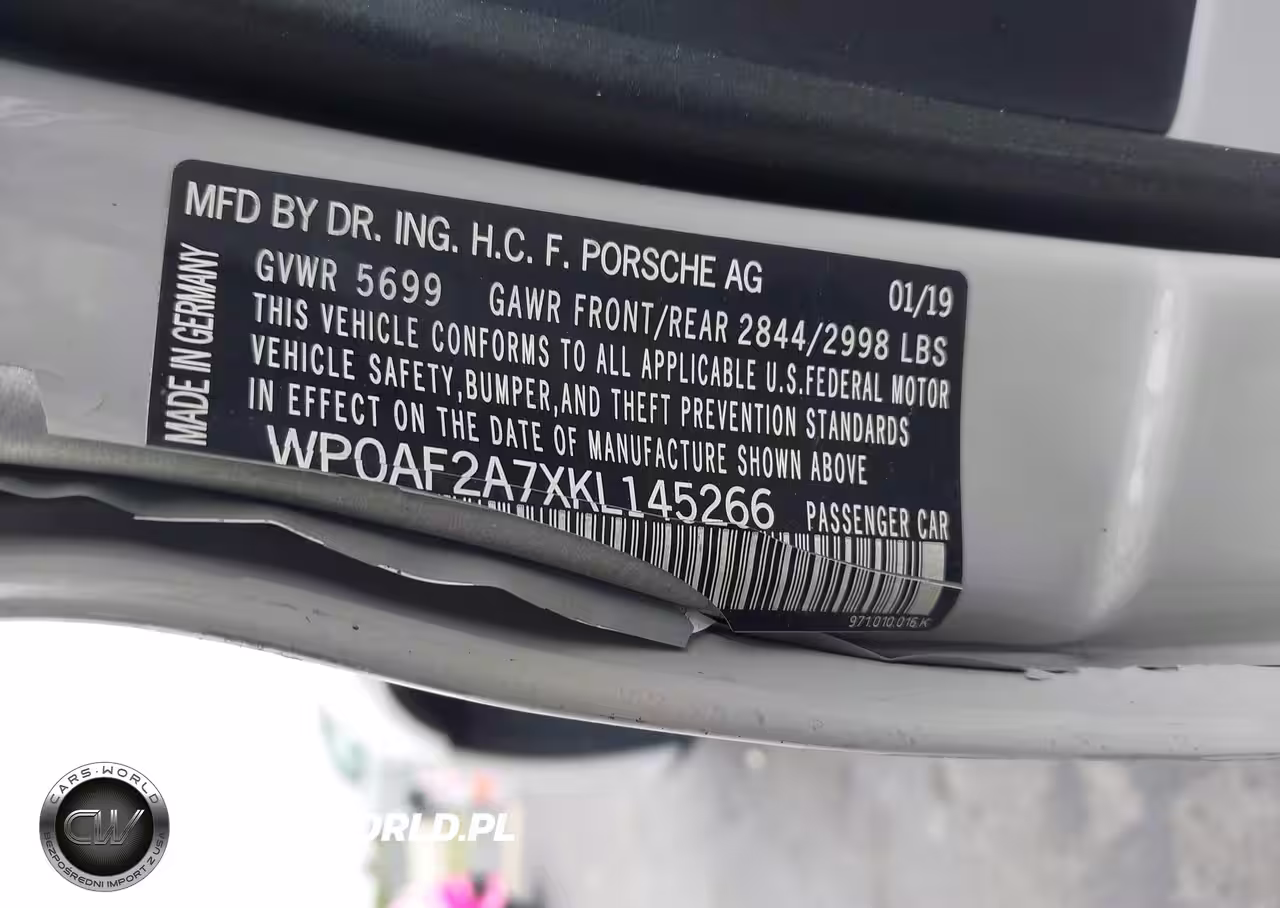 MFD BY DR. ING. H.C. F. PORSCHE AG
01/19
MADE IN GERMANY
GVWR 5699 GAWR FRONT/REAR 2844/2998 LBS
THIS VEHICLE CONFORMS TO ALL APPLICABLE U.S.FEDERAL MOTOR
VEHICLE SAFETY,BUMPER,AND THEFT PREVENTION STANDARDS
IN EFFECT ON THE DATE OF MANUFACTURE SHOWN ABOVE
WP0AF2A7XKL145266
PASSENGER CAR
971.010.016.K
CARS·WORLD
CW
BEZPOŚREDNI IMPORT Z USA
ORLD.PL